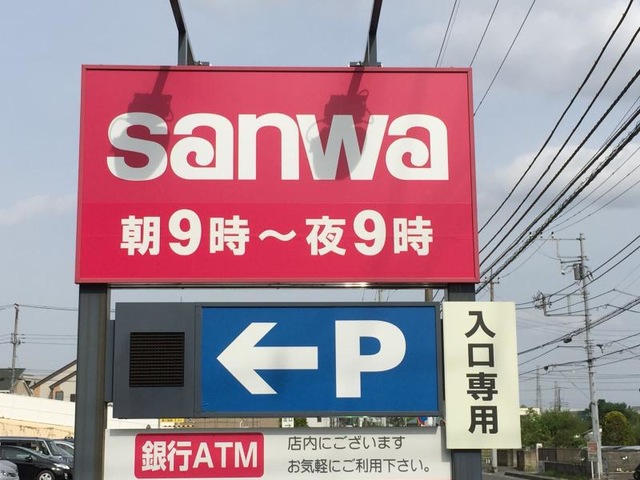 sanwa
朝9時～夜9時
←P
入口専用
銀行ATM
店内にございます
お気軽にご利用下さい。